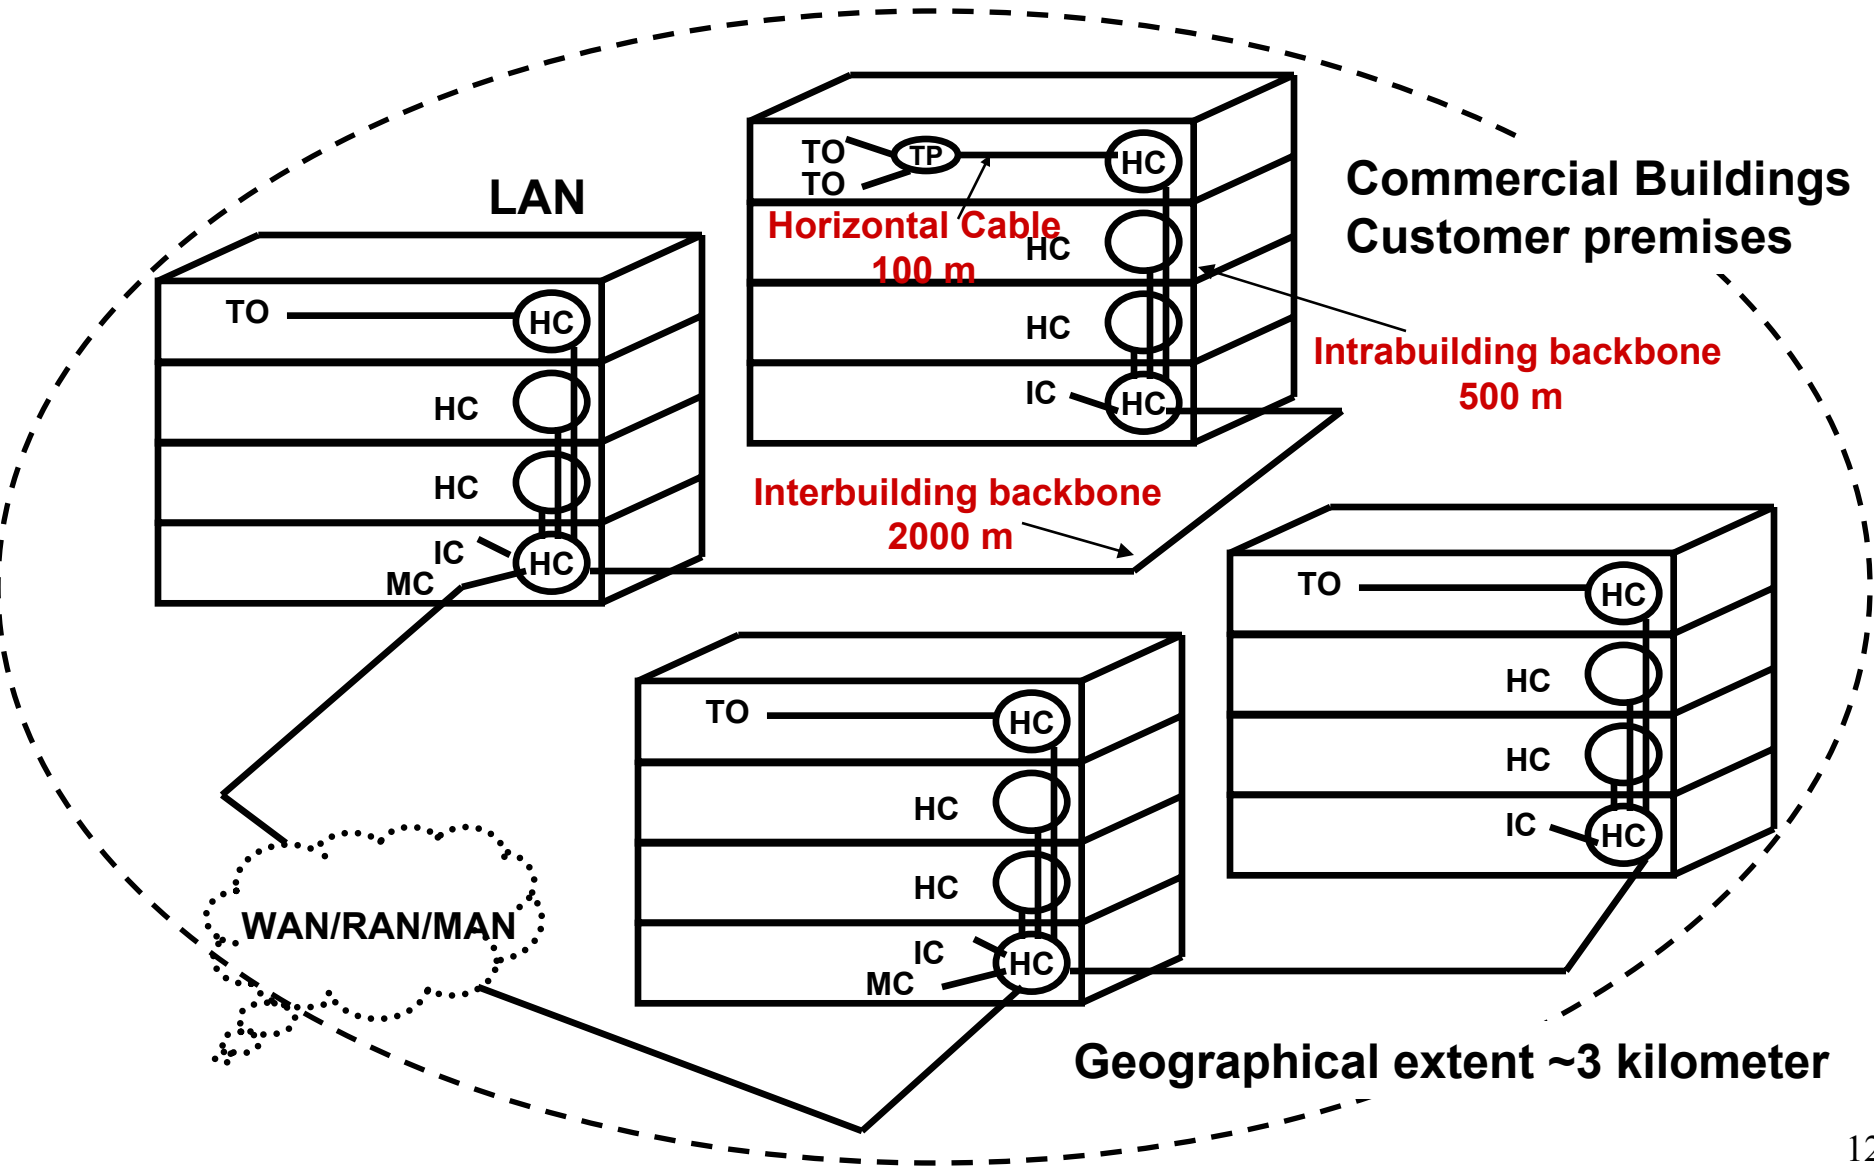 LAN
TO
TP
HC
TO
Horizontal Cable
100 m
HC
HC
IC
HC
Commercial Buildings
Customer premises
Intrabuilding backbone
500 m
TO
HC
HC
HC
IC
MC
HC
Interbuilding backbone
2000 m
TO
HC
HC
HC
IC
HC
TO
HC
HC
HC
IC
MC
HC
WAN/RAN/MAN
Geographical extent ~3 kilometer
12